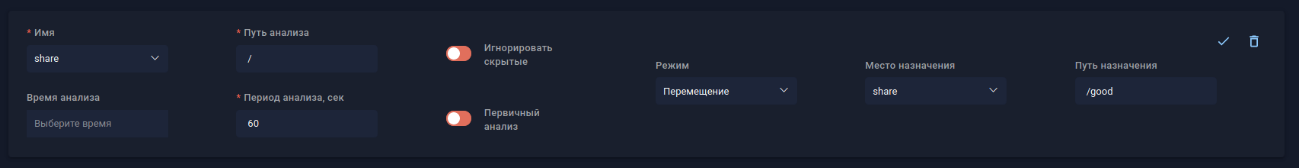 * Имя
share
* Путь анализа
/
Игнорировать
скрытые
Режим
Перемещение
Место назначения
share
Путь назначения
/good
Время анализа
Выберите время
* Период анализа, сек
60
Первичный
анализ